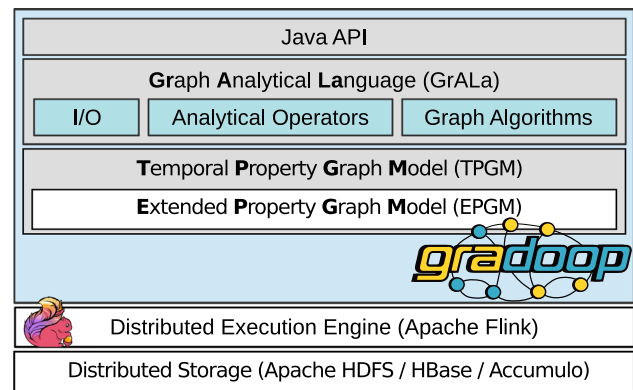 Java API
Graph Analytical Language (GrALa)
I/O
Analytical Operators
Graph Algorithms
Temporal Property Graph Model (TPGM)
Extended Property Graph Model (EPGM)
gradoop
Distributed Execution Engine (Apache Flink)
Distributed Storage (Apache HDFS / HBase / Accumulo)